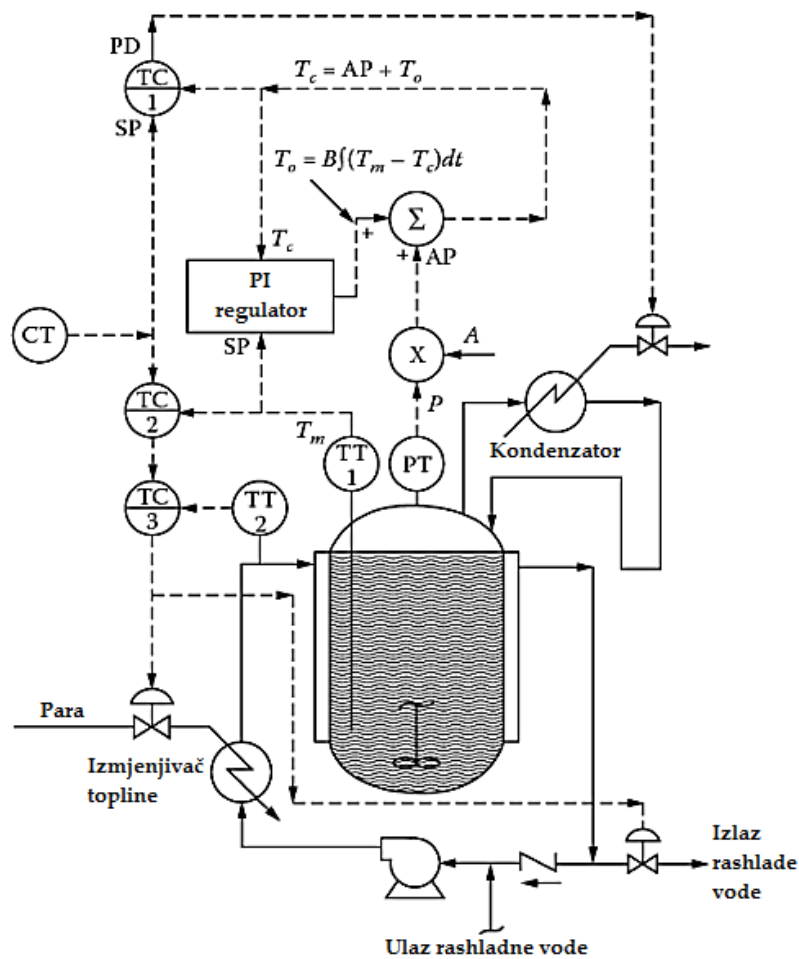 PD
TC
1
SP
T_c = AP + T_o
T_o = B∫(T_m − T_c)dt
Σ
+
+
AP
T_c
PI
regulator
SP
CT
X
A
P
TC
2
T_m
TT
1
PT
Kondenzator
TC
3
TT
2
Para
Izmjenjivač
topline
Izlaz
rashlade
vode
Ulaz rashladne vode